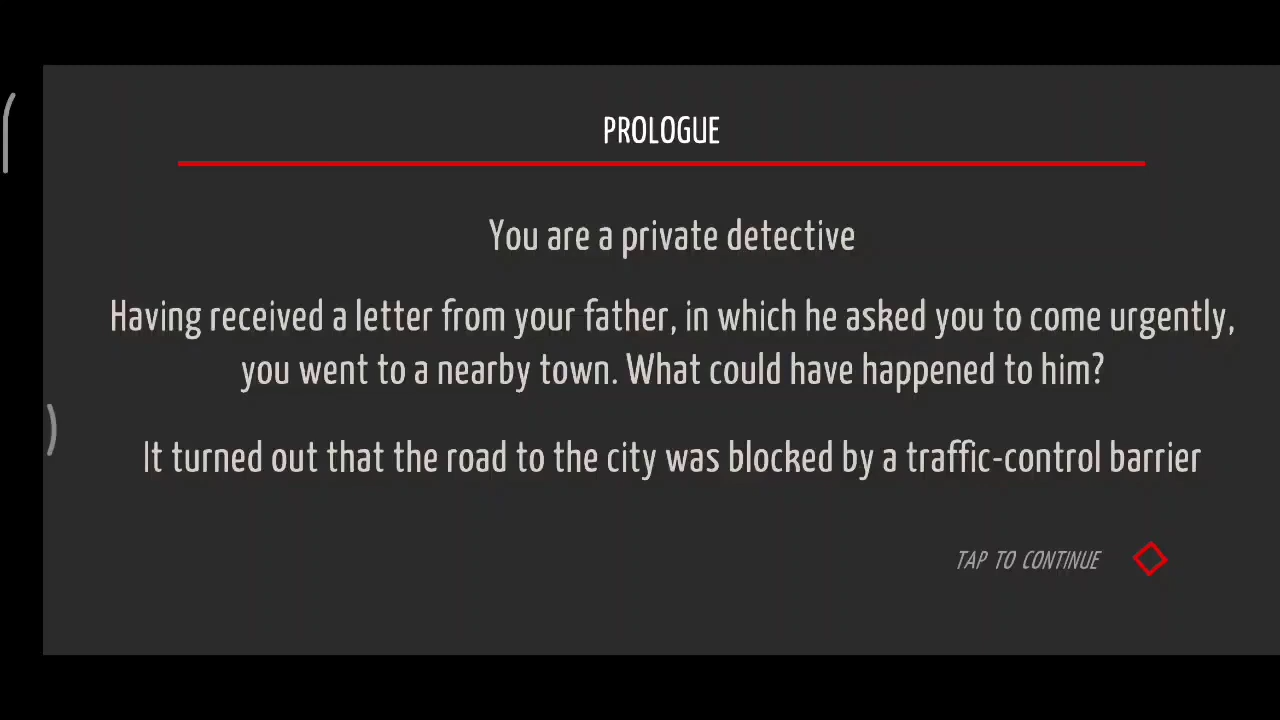 PROLOGUE
You are a private detective
Having received a letter from your father, in which he asked you to come urgently,
you went to a nearby town. What could have happened to him?
It turned out that the road to the city was blocked by a traffic-control barrier
TAP TO CONTINUE